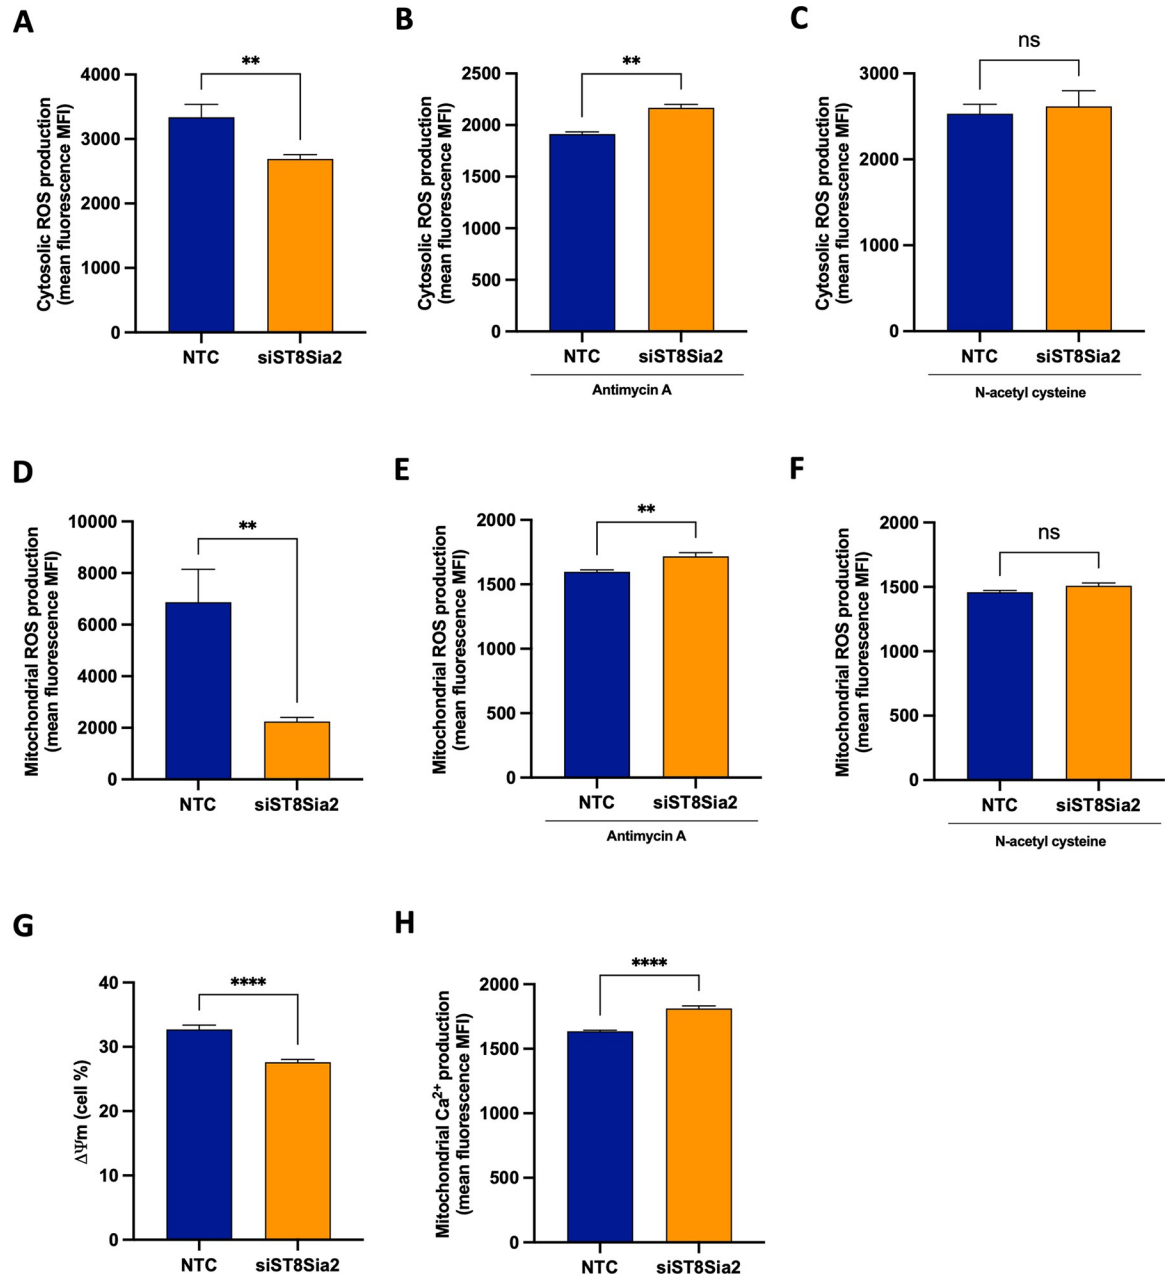 A
Cytosolic ROS production
(mean fluorescence MFI)
4000
3000
2000
1000
0
**
NTC
siST8Sia2
B
Cytosolic ROS production
(mean fluorescence MFI)
2500
2000
1500
1000
500
0
**
NTC
siST8Sia2
Antimycin A
C
Cytosolic ROS production
(mean fluorescence MFI)
3000
2000
1000
0
ns
NTC
siST8Sia2
N-acetyl cysteine
D
Mitochondrial ROS production
(mean fluorescence MFI)
10000
8000
6000
4000
2000
0
**
NTC
siST8Sia2
E
Mitochondrial ROS production
(mean fluorescence MFI)
2000
1500
1000
500
0
**
NTC
siST8Sia2
Antimycin A
F
Mitochondrial ROS production
(mean fluorescence MFI)
2000
1500
1000
500
0
ns
NTC
siST8Sia2
N-acetyl cysteine
G
ΔΨm (cell %)
40
30
20
10
0
****
NTC
siST8Sia2
H
Mitochondrial Ca²⁺ production
(mean fluorescence MFI)
2000
1500
1000
500
0
****
NTC
siST8Sia2